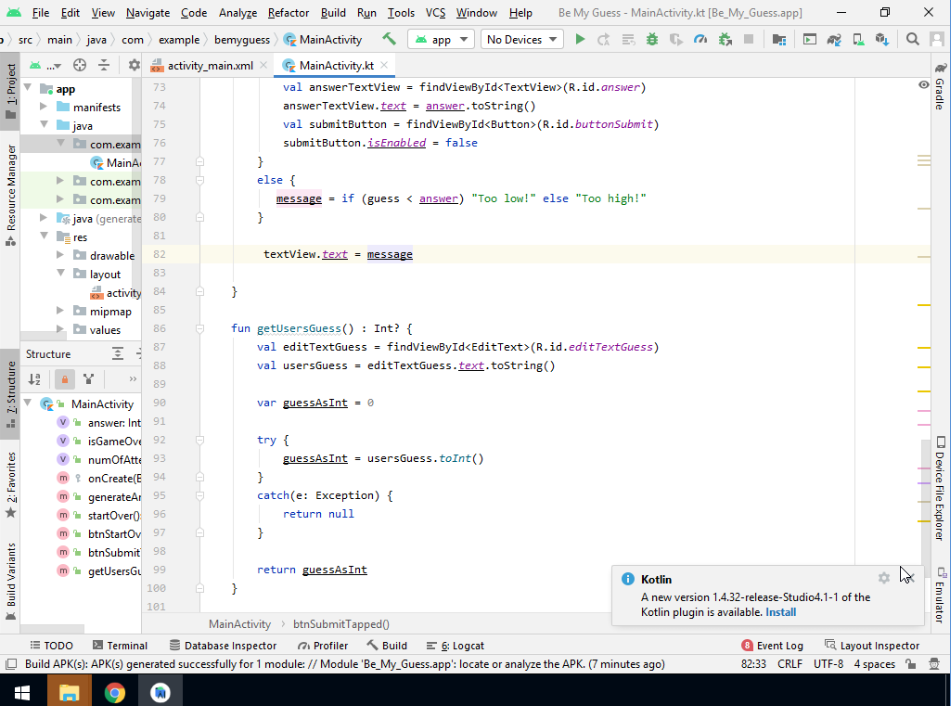 File Edit View Navigate Code Analyze Refactor Build Run Tools VCS Window Help Be My Guess - MainActivity.kt [Be_My_Guess.app]
src main java com example bemyguess MainActivity app No Devices
1: Project
Resource Manager
Z: Structure
2: Favorites
Build Variants
app
manifests
java
com.exam
MainA
com.exam
com.exam
java (generate
res
drawable
layout
activity
mipmap
values
Structure
MainActivity
answer: Int
isGameOve
numOfAtte
onCreate(B
generateAn
startOver():
btnStartOv
btnSubmit
getUsersGu
activity_main.xml MainActivity.kt
73 val answerTextView = findViewById<TextView>(R.id.answer)
74 answerTextView.text = answer.toString()
75 val submitButton = findViewById<Button>(R.id.buttonSubmit)
76 submitButton.isEnabled = false
77 }
78 else {
79 message = if (guess < answer) "Too low!" else "Too high!"
80 }
81
82 textView.text = message
83
84 }
85
86 fun getUsersGuess() : Int? {
87 val editTextGuess = findViewById<EditText>(R.id.editTextGuess)
88 val usersGuess = editTextGuess.text.toString()
89
90 var guessAsInt = 0
91
92 try {
93 guessAsInt = usersGuess.toInt()
94 }
95 catch(e: Exception) {
96 return null
97 }
98
99 return guessAsInt
100 }
101
MainActivity btnSubmitTapped()
Gradle
Device File Explorer
Emulator
Kotlin
A new version 1.4.32-release-Studio4.1-1 of the
Kotlin plugin is available. Install
TODO Terminal Database Inspector Profiler Build 6: Logcat 8 Event Log Layout Inspector
Build APK(s): APK(s) generated successfully for 1 module: // Module 'Be_My_Guess.app': locate or analyze the APK. (7 minutes ago) 82:33 CRLF UTF-8 4 spaces